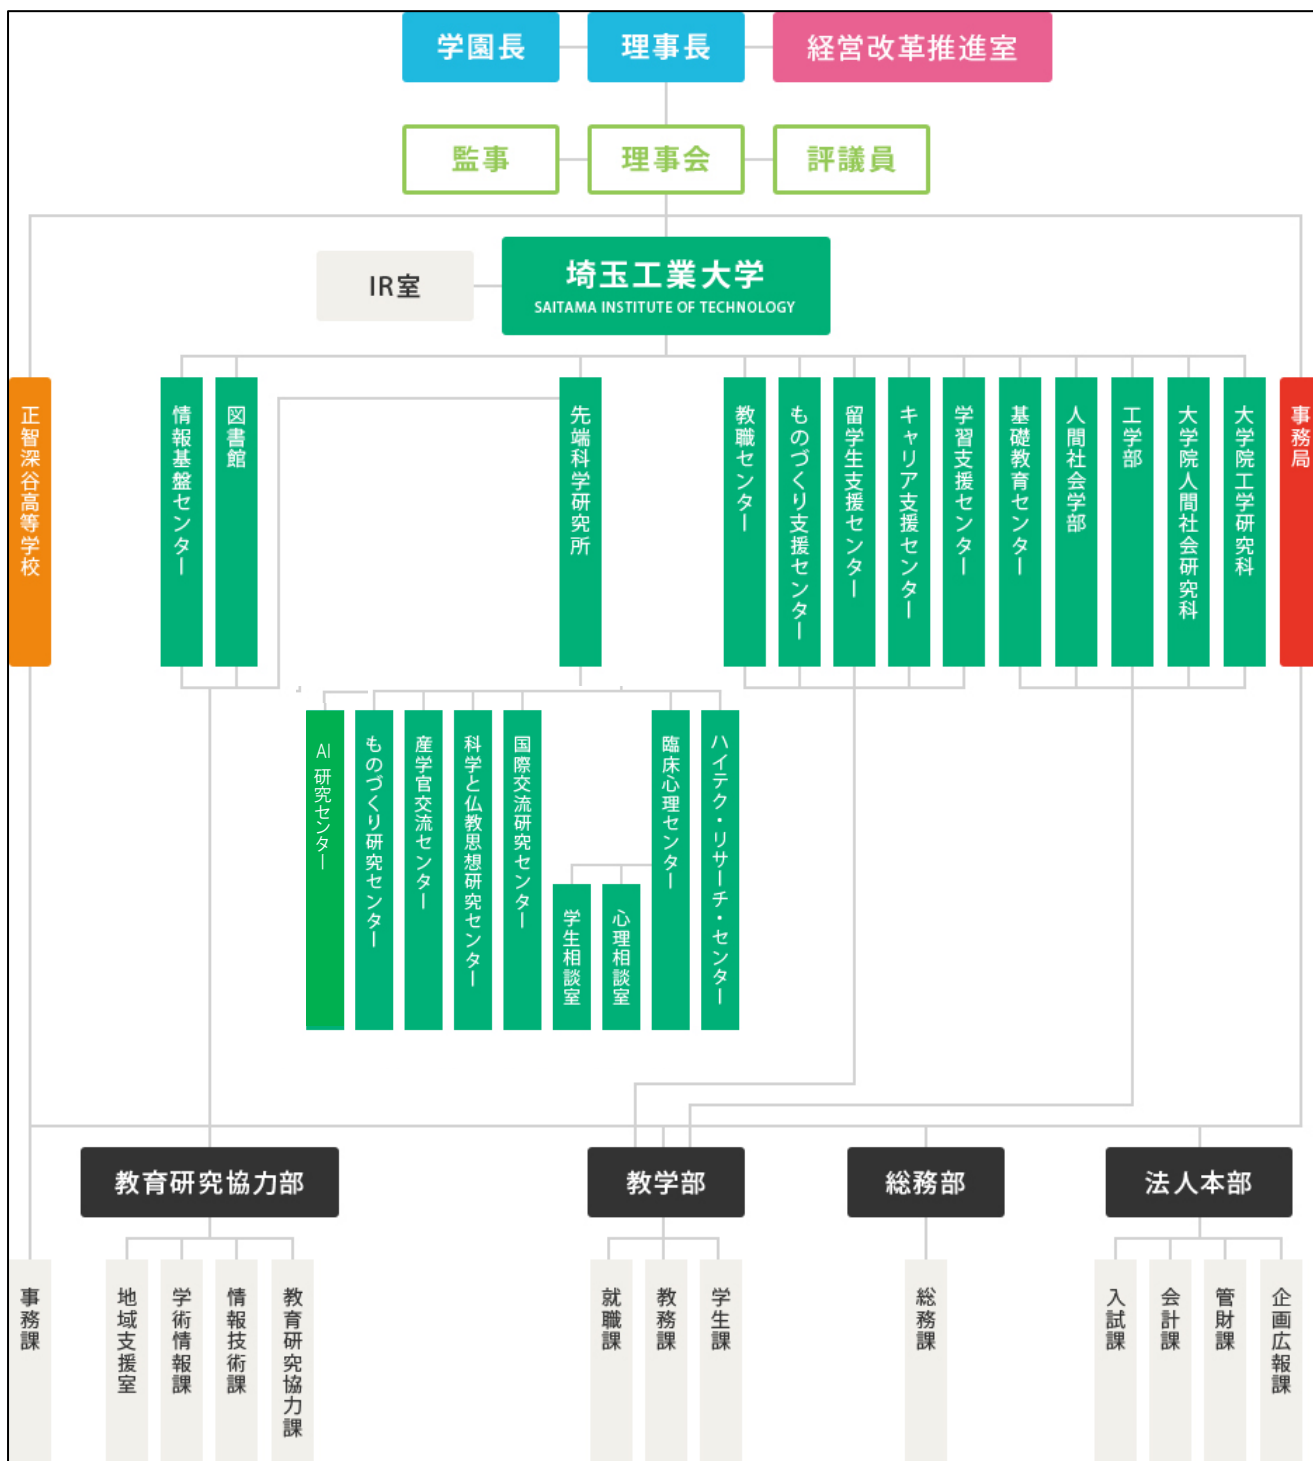 学園長
理事長
経営改革推進室
監事
理事会
評議員
IR室
埼玉工業大学
SAITAMA INSTITUTE OF TECHNOLOGY
正智深谷高等学校
情報基盤センター
図書館
先端科学研究所
教職センター
ものづくり支援センター
留学生支援センター
キャリア支援センター
学習支援センター
基礎教育センター
人間社会学部
工学部
大学院人間社会研究科
大学院工学研究科
事務局
AI研究センター
ものづくり研究センター
産学官交流センター
科学と仏教思想研究センター
国際交流研究センター
学生相談室
心理相談室
臨床心理センター
ハイテク・リサーチ・センター
教育研究協力部
教学部
総務部
法人本部
事務課
地域支援室
学術情報課
情報技術課
教育研究協力課
就職課
教務課
学生課
総務課
入試課
会計課
管財課
企画広報課